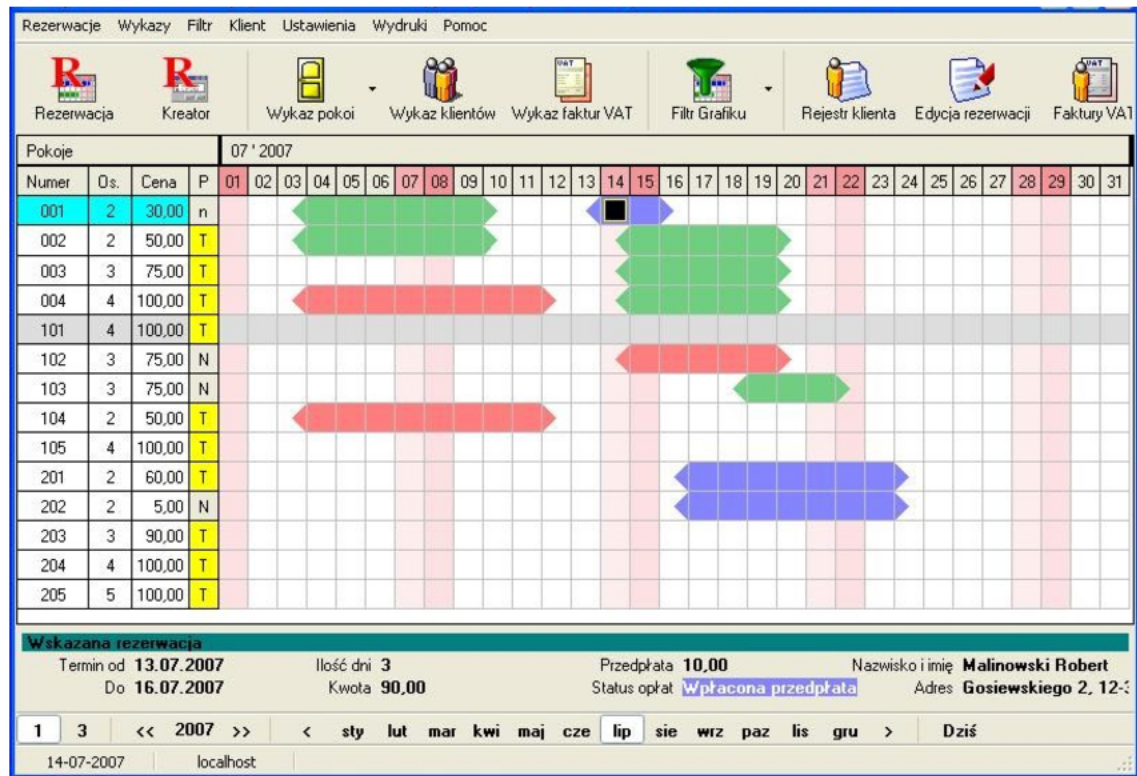 Rezerwacje Wykazy Filtr Klient Ustawienia Wydruki Pomoc
Rezerwacja Kreator Wykaz pokoi Wykaz klientów Wykaz faktur VAT Filtr Grafiku Rejestr klienta Edycja rezerwacji Faktury VAT
Pokoje 07 ' 2007
Numer Os. Cena P 01 02 03 04 05 06 07 08 09 10 11 12 13 14 15 16 17 18 19 20 21 22 23 24 25 26 27 28 29 30 31
001 2 30,00 n
002 2 50,00 T
003 3 75,00 T
004 4 100,00 T
101 4 100,00 T
102 3 75,00 N
103 3 75,00 N
104 2 50,00 T
105 4 100,00 T
201 2 60,00 T
202 2 5,00 N
203 3 90,00 T
204 4 100,00 T
205 5 100,00 T
Wskazana rezerwacja
Termin od 13.07.2007 Ilość dni 3 Przedpłata 10,00 Nazwisko i imię Malinowski Robert
Do 16.07.2007 Kwota 90,00 Status opłat Wpłacona przedpłata Adres Gosiewskiego 2, 12-
1 3 << 2007 >> < sty lut mar kwi maj cze lip sie wrz paz lis gru > Dziś
14-07-2007 localhost